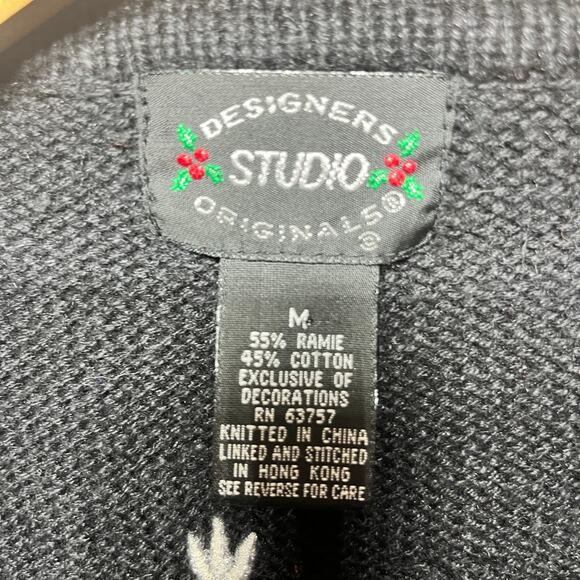 DESIGNERS
STUDIO
ORIGINALS®
M
55% RAMIE
45% COTTON
EXCLUSIVE OF
DECORATIONS
RN 63757
KNITTED IN CHINA
LINKED AND STITCHED
IN HONG KONG
SEE REVERSE FOR CARE